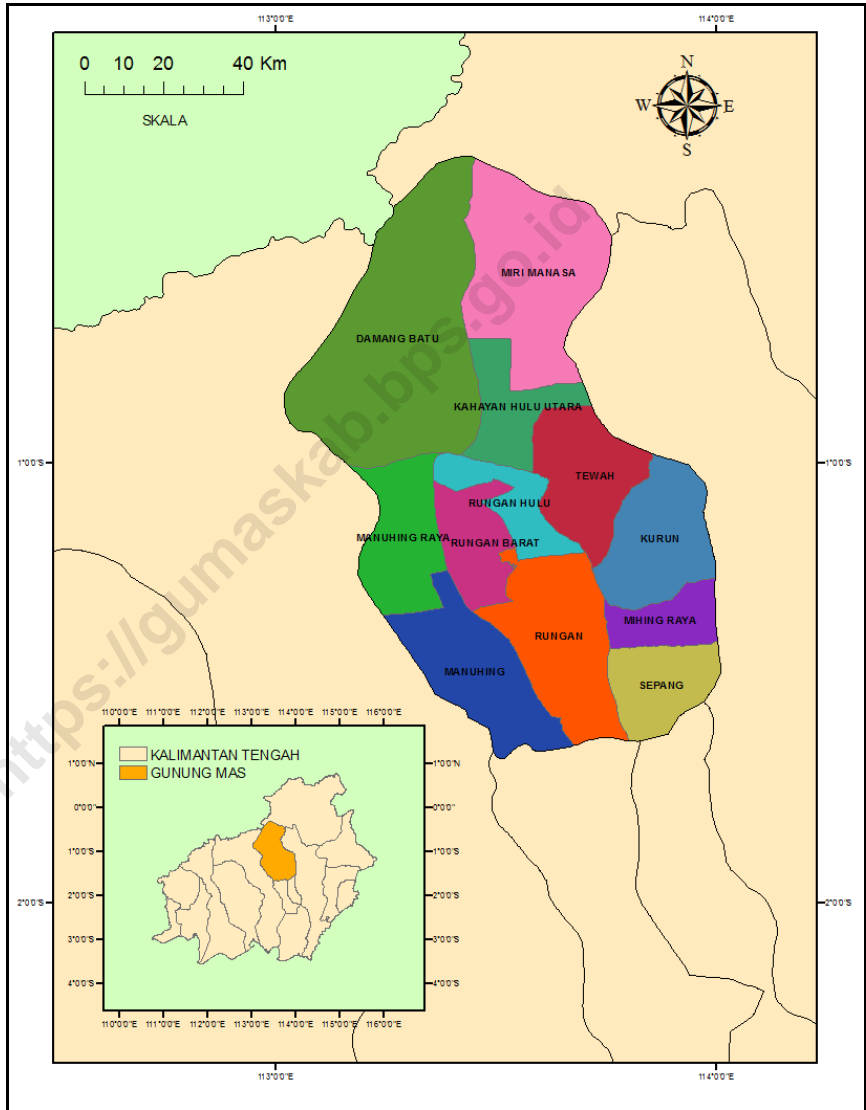 113°0'0"E 114°0'0"E
0 10 20 40 Km
SKALA
N
W E
S
MIRI MANASA
DAMANG BATU
KAHAYAN HULU UTARA
1°0'0"S 1°0'0"S
TEWAH
RUNGAN HULU
MANUHING RAYA
RUNGAN BARAT
KURUN
MIHING RAYA
RUNGAN
MANUHING
SEPANG
https://gumaskab.bps.go.id
110°0'0"E 111°0'0"E 112°0'0"E 113°0'0"E 114°0'0"E 115°0'0"E 116°0'0"E
KALIMANTAN TENGAH
GUNUNG MAS
1°0'0"N 1°0'0"N
0°0'0" 0°0'0"
1°0'0"S 1°0'0"S
2°0'0"S 2°0'0"S
3°0'0"S 3°0'0"S
4°0'0"S 4°0'0"S
110°0'0"E 111°0'0"E 112°0'0"E 113°0'0"E 114°0'0"E 115°0'0"E 116°0'0"E
2°0'0"S 2°0'0"S
113°0'0"E 114°0'0"E